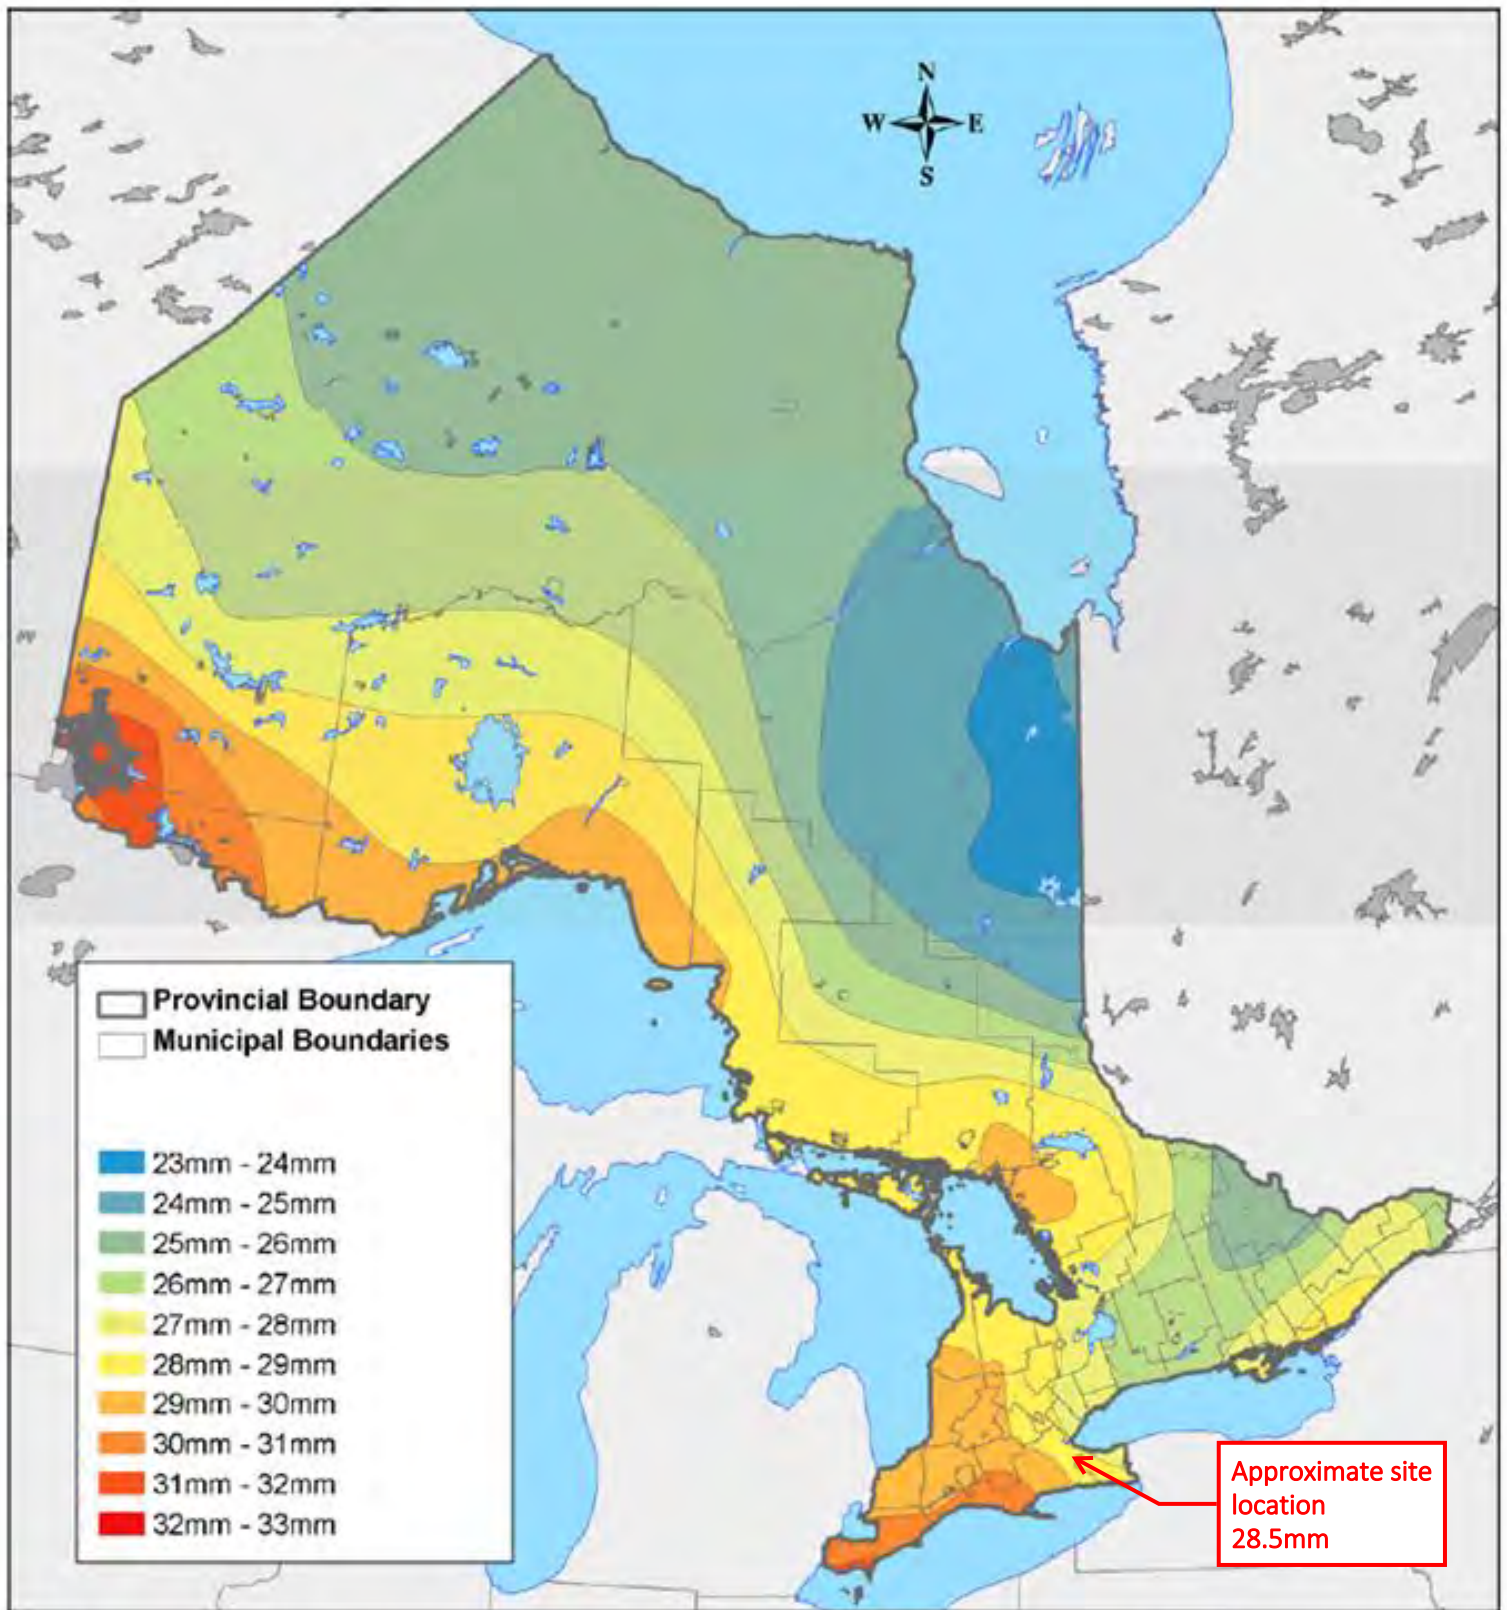 N
W E
S
Provincial Boundary
Municipal Boundaries
23mm - 24mm
24mm - 25mm
25mm - 26mm
26mm - 27mm
27mm - 28mm
28mm - 29mm
29mm - 30mm
30mm - 31mm
31mm - 32mm
32mm - 33mm
Approximate site
location
28.5mm